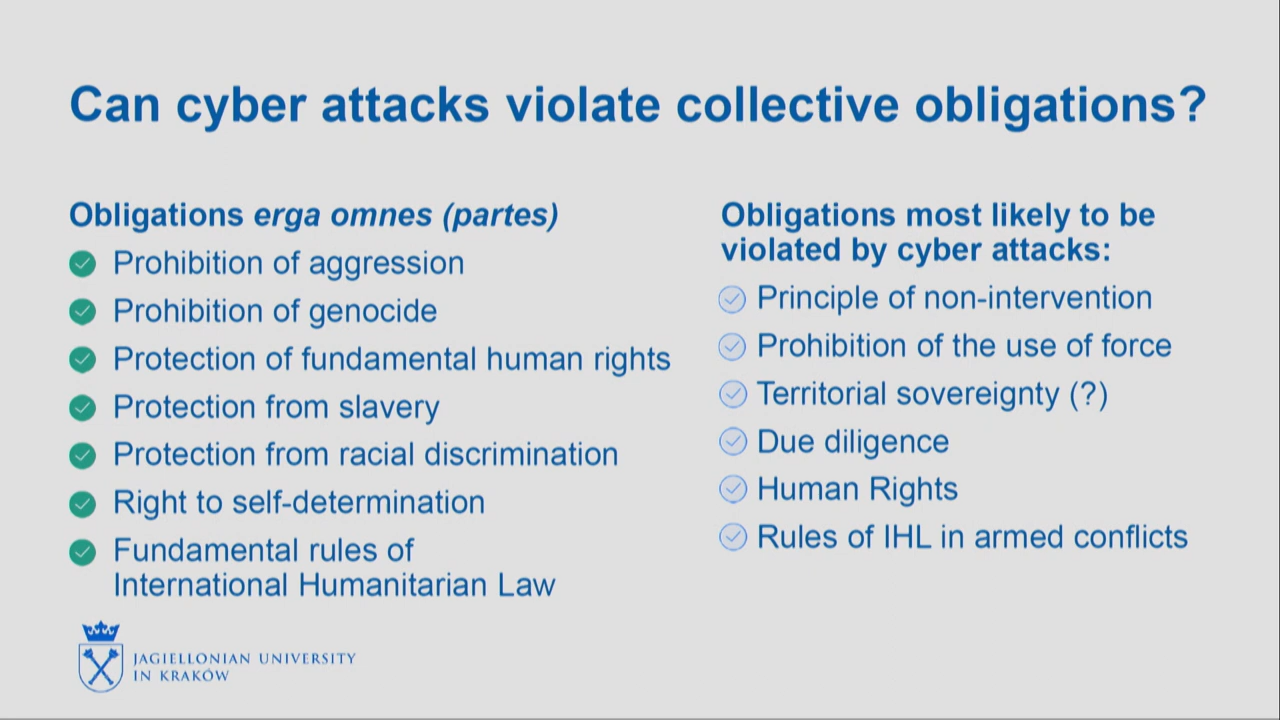 Can cyber attacks violate collective obligations?
Obligations erga omnes (partes)
Prohibition of aggression
Prohibition of genocide
Protection of fundamental human rights
Protection from slavery
Protection from racial discrimination
Right to self-determination
Fundamental rules of
International Humanitarian Law
Obligations most likely to be
violated by cyber attacks:
Principle of non-intervention
Prohibition of the use of force
Territorial sovereignty (?)
Due diligence
Human Rights
Rules of IHL in armed conflicts
JAGIELLONIAN UNIVERSITY
IN KRAKÓW